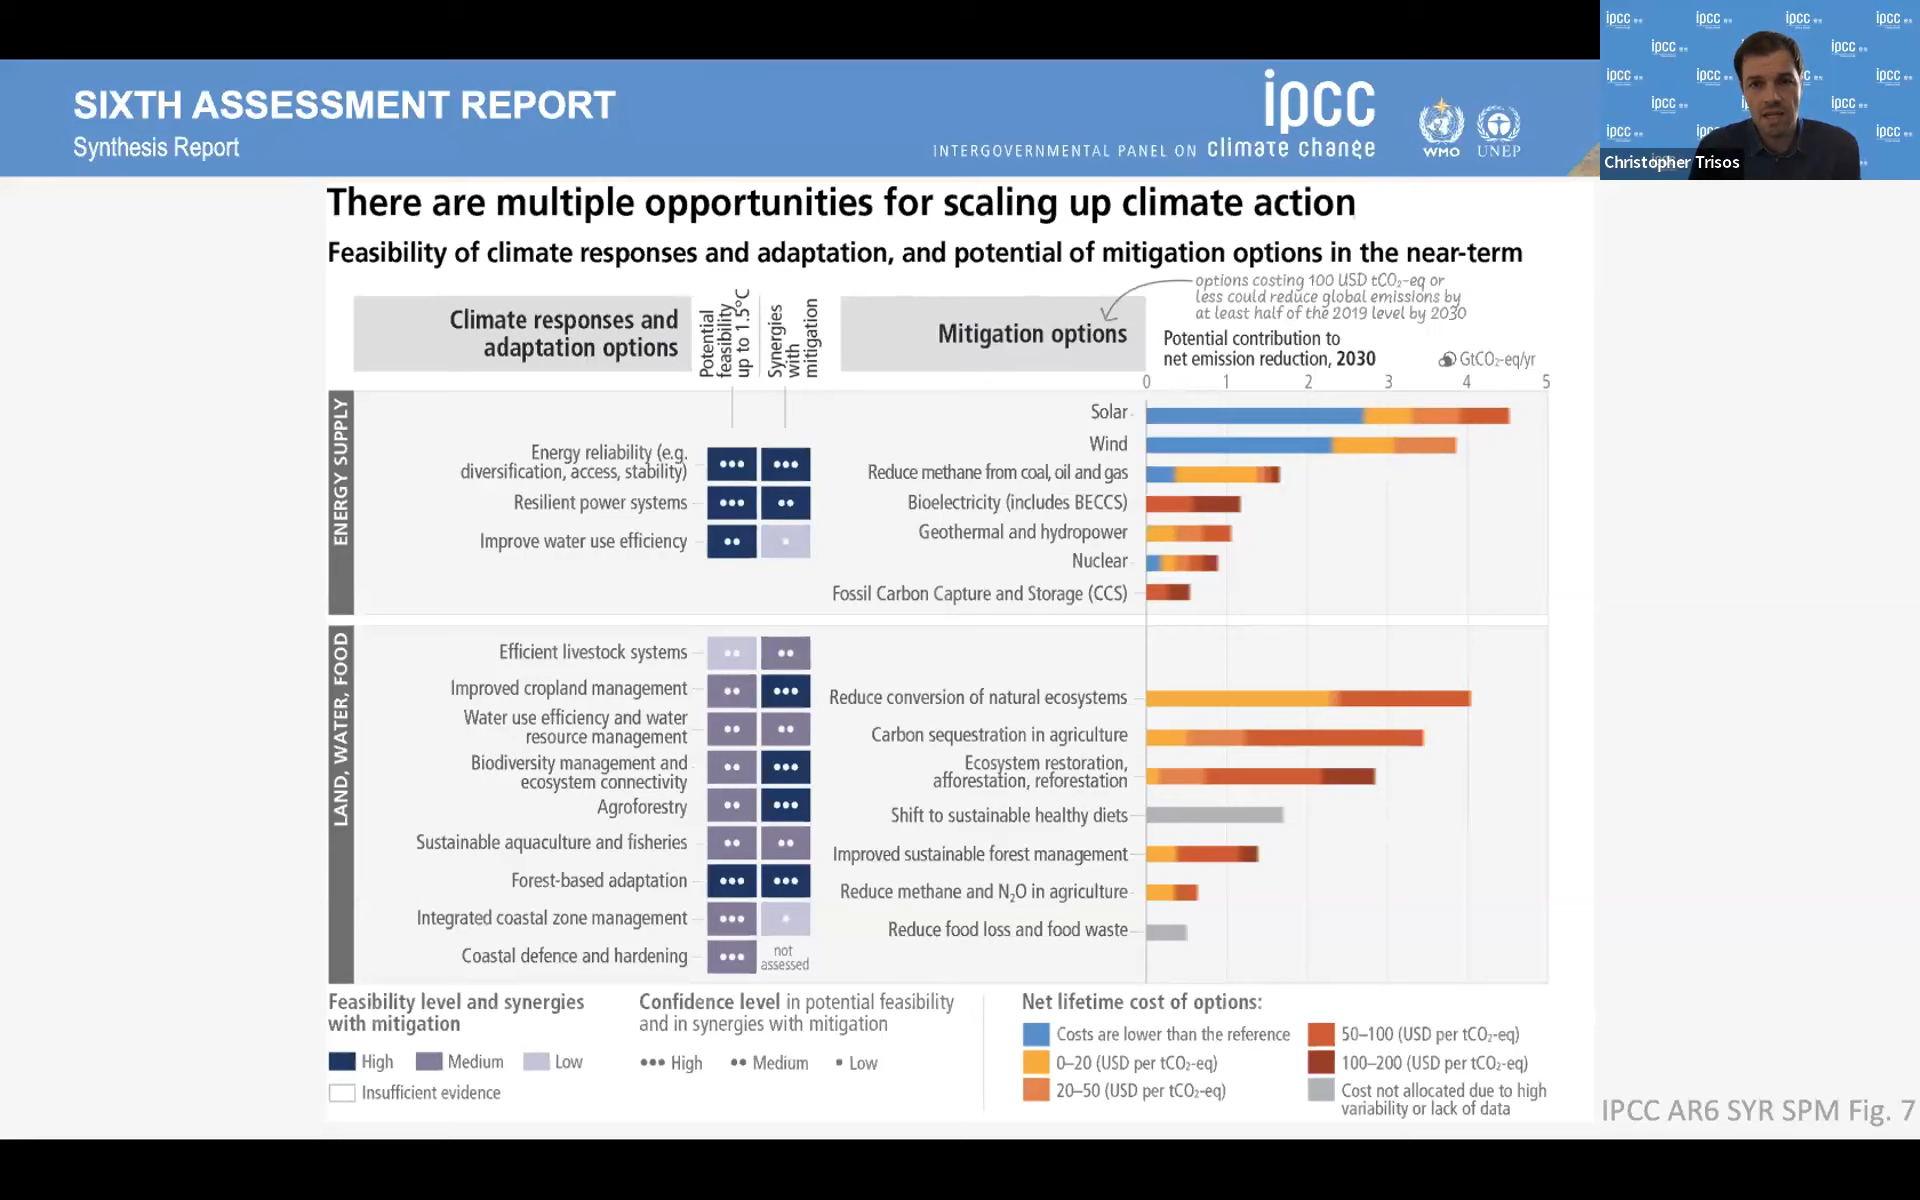 SIXTH ASSESSMENT REPORT
Synthesis Report
ipcc
INTERGOVERNMENTAL PANEL ON climate change
WMO
UNEP
ipcc
ipcc
ipcc
ipcc
ipcc
ipcc
ipcc
ipcc
ipcc
ipcc
ipcc
ipcc
ipcc
Christopher Trisos
There are multiple opportunities for scaling up climate action
Feasibility of climate responses and adaptation, and potential of mitigation options in the near-term
options costing 100 USD tCO₂-eq or
less could reduce global emissions by
at least half of the 2019 level by 2030
Climate responses and
adaptation options
Potential
feasibility
up to 1.5°C
Synergies
with
mitigation
Mitigation options
Potential contribution to
net emission reduction, 2030
GtCO₂-eq/yr
0 1 2 3 4 5
ENERGY SUPPLY
Energy reliability (e.g.
diversification, access, stability)
Resilient power systems
Improve water use efficiency
Solar
Wind
Reduce methane from coal, oil and gas
Bioelectricity (includes BECCS)
Geothermal and hydropower
Nuclear
Fossil Carbon Capture and Storage (CCS)
LAND, WATER, FOOD
Efficient livestock systems
Improved cropland management
Water use efficiency and water
resource management
Biodiversity management and
ecosystem connectivity
Agroforestry
Sustainable aquaculture and fisheries
Forest-based adaptation
Integrated coastal zone management
Coastal defence and hardening
not
assessed
Reduce conversion of natural ecosystems
Carbon sequestration in agriculture
Ecosystem restoration,
afforestation, reforestation
Shift to sustainable healthy diets
Improved sustainable forest management
Reduce methane and N₂O in agriculture
Reduce food loss and food waste
Feasibility level and synergies
with mitigation
High
Medium
Low
Insufficient evidence
Confidence level in potential feasibility
and in synergies with mitigation
••• High
•• Medium
• Low
Net lifetime cost of options:
Costs are lower than the reference
0–20 (USD per tCO₂-eq)
20–50 (USD per tCO₂-eq)
50–100 (USD per tCO₂-eq)
100–200 (USD per tCO₂-eq)
Cost not allocated due to high
variability or lack of data
IPCC AR6 SYR SPM Fig. 7